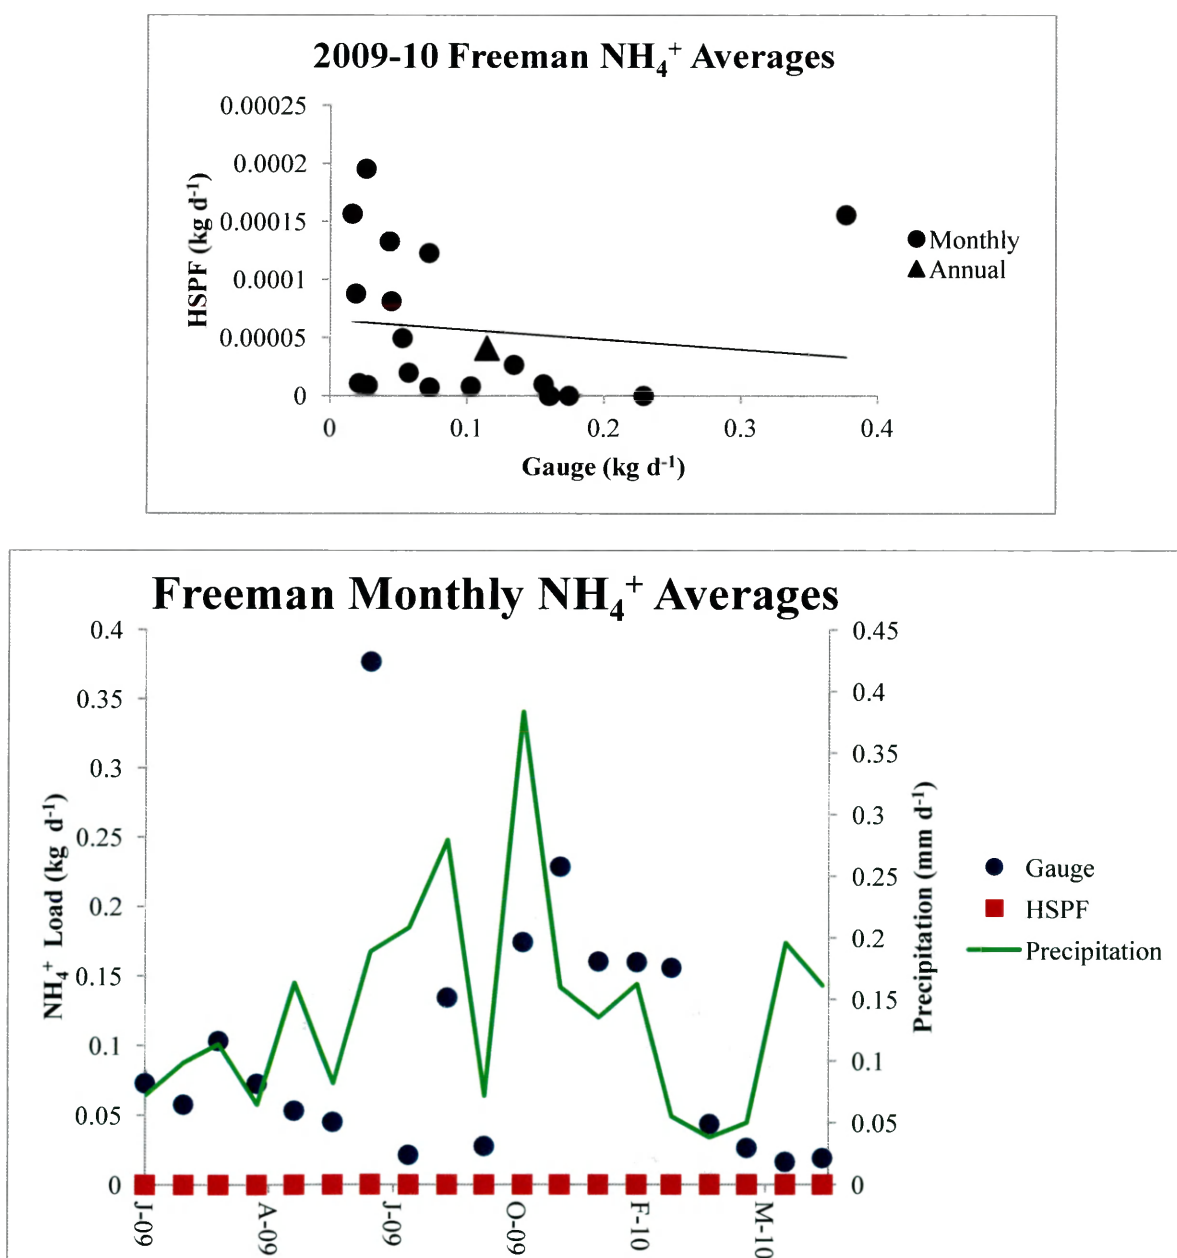 2009-10 Freeman NH₄⁺ Averages
0.00025
0.0002
0.00015
0.0001
0.00005
0
HSPF (kg d⁻¹)
0 0.1 0.2 0.3 0.4
Gauge (kg d⁻¹)
Monthly
Annual
Freeman Monthly NH₄⁺ Averages
0.4
0.35
0.3
0.25
0.2
0.15
0.1
0.05
0
NH₄⁺ Load (kg d⁻¹)
0.45
0.4
0.35
0.3
0.25
0.2
0.15
0.1
0.05
0
Precipitation (mm d⁻¹)
J-09 A-09 J-09 O-09 F-10 M-10
Gauge
HSPF
Precipitation